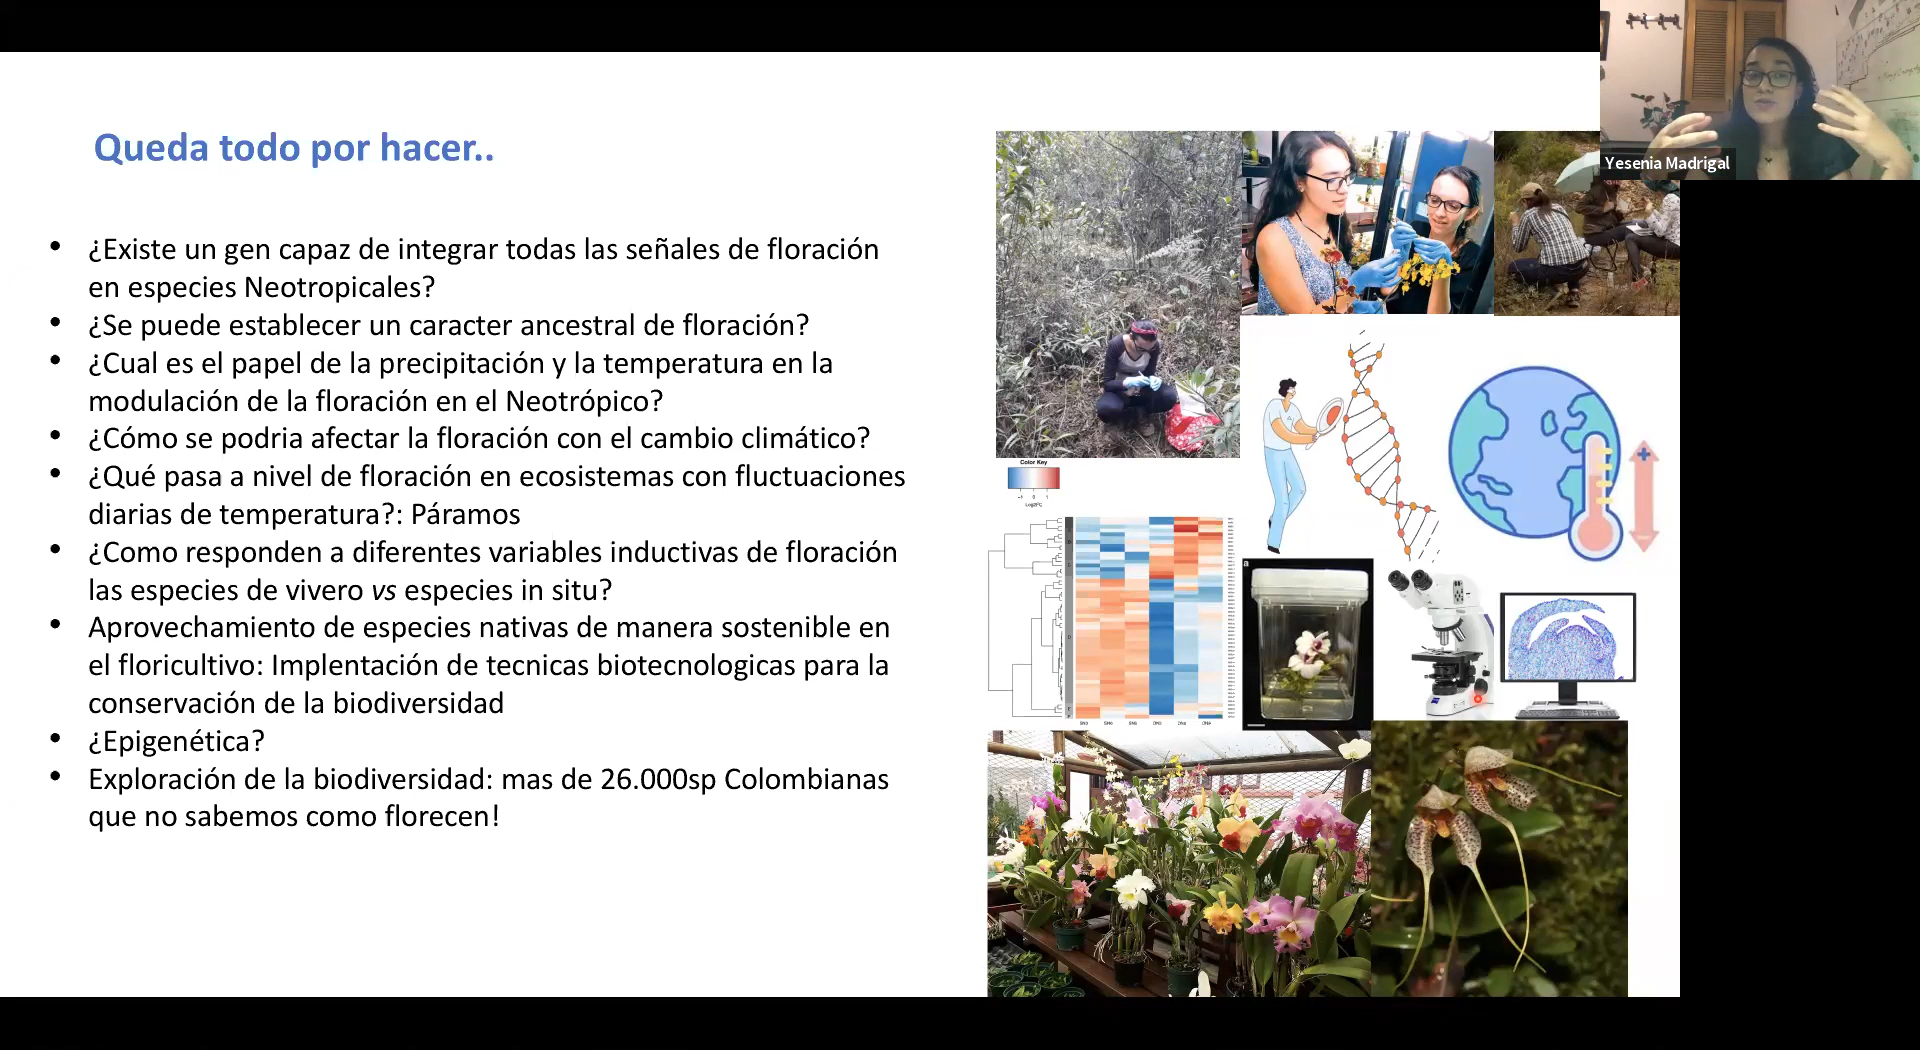 Queda todo por hacer..
• ¿Existe un gen capaz de integrar todas las señales de floración
en especies Neotropicales?
• ¿Se puede establecer un caracter ancestral de floración?
• ¿Cual es el papel de la precipitación y la temperatura en la
modulación de la floración en el Neotrópico?
• ¿Cómo se podria afectar la floración con el cambio climático?
• ¿Qué pasa a nivel de floración en ecosistemas con fluctuaciones
diarias de temperatura?: Páramos
• ¿Como responden a diferentes variables inductivas de floración
las especies de vivero vs especies in situ?
• Aprovechamiento de especies nativas de manera sostenible en
el floricultivo: Implentación de tecnicas biotecnologicas para la
conservación de la biodiversidad
• ¿Epigenética?
• Exploración de la biodiversidad: mas de 26.000sp Colombianas
que no sabemos como florecen!
Yesenia Madrigal
Color Key
-1 0 1
Log2FC
a